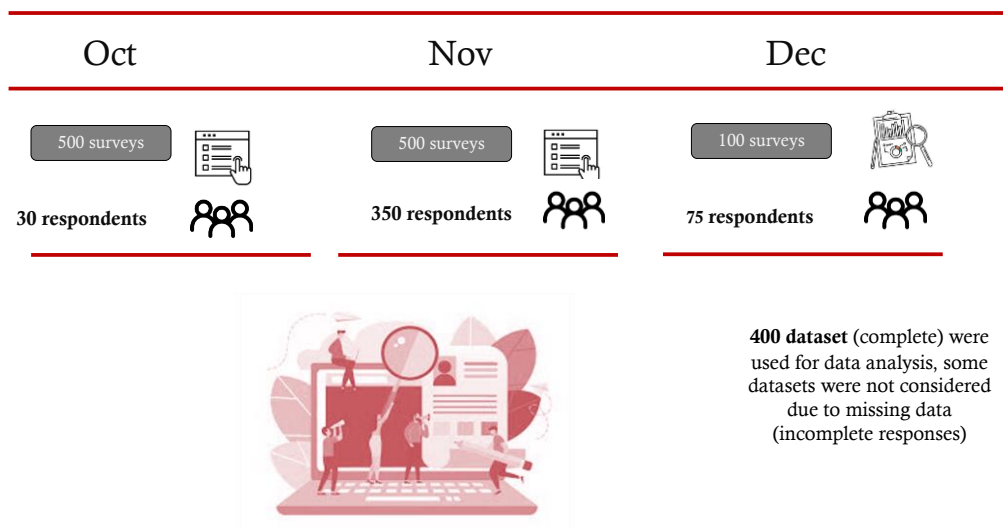 Oct
Nov
Dec
500 surveys
500 surveys
100 surveys
30 respondents
350 respondents
75 respondents
400 dataset (complete) were
used for data analysis, some
datasets were not considered
due to missing data
(incomplete responses)